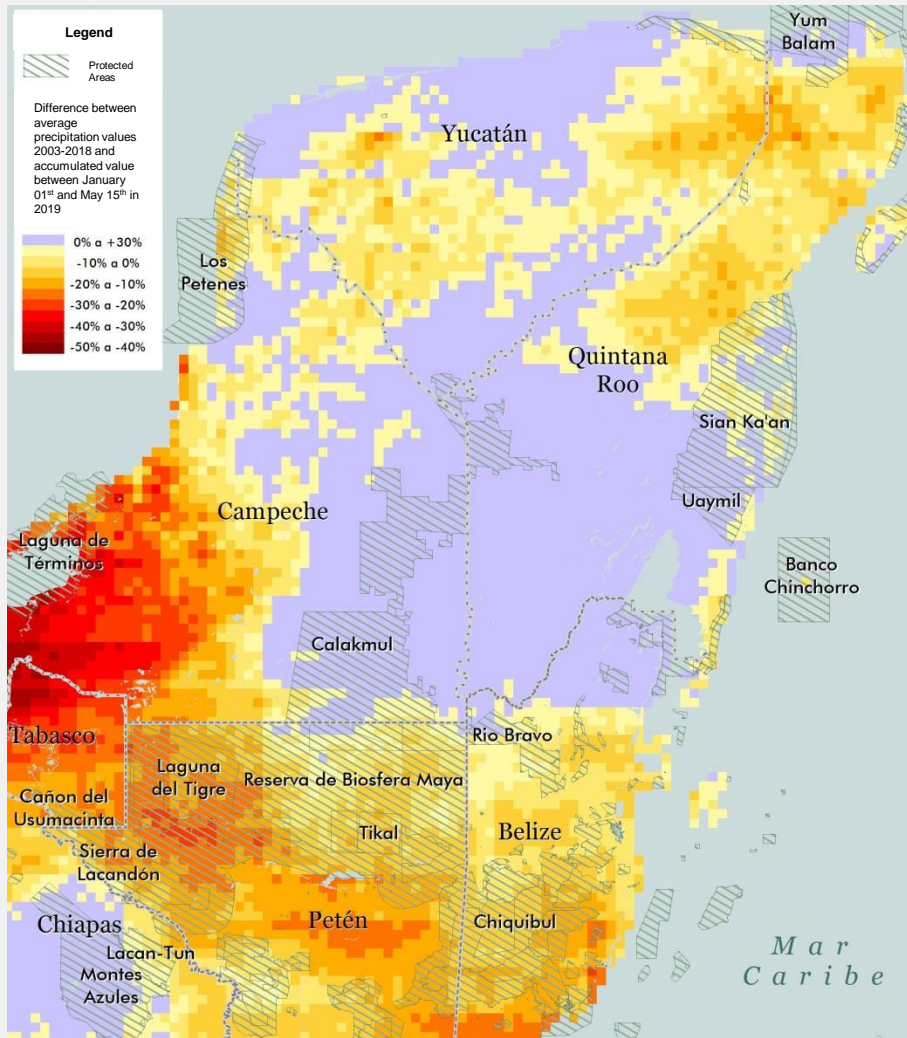 Legend
Protected
Areas
Difference between
average
precipitation values
2003-2018 and
accumulated value
between January
01st and May 15th in
2019
0% a +30%
-10% a 0%
-20% a -10%
-30% a -20%
-40% a -30%
-50% a -40%
Yum
Balam
Yucatán
Los
Petenes
Quintana
Roo
Sian Ka'an
Uaymil
Campeche
Laguna de
Términos
Banco
Chinchorro
Calakmul
Tabasco
Rio Bravo
Laguna
del Tigre
Reserva de Biosfera Maya
Cañon del
Usumacinta
Tikal
Belize
Sierra de
Lacandón
Petén
Chiquibul
Chiapas
Lacan-Tun
Montes
Azules
Mar
Caribe